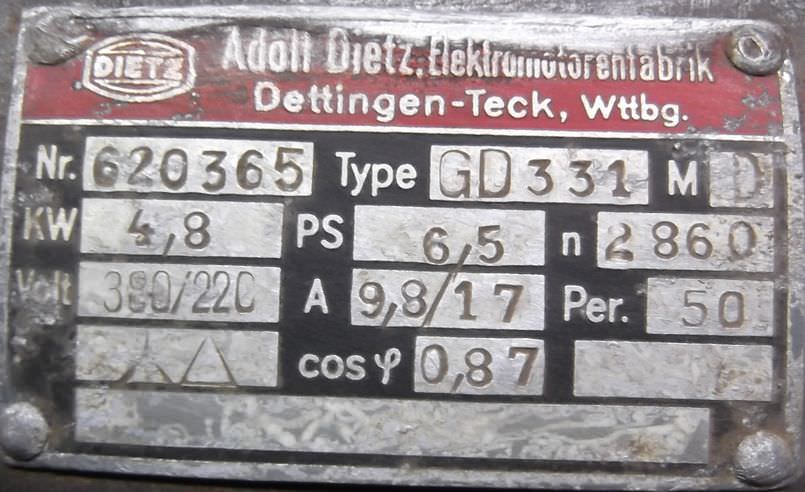 DIETZ
Adolf Dietz, Elektromotorenfabrik
Dettingen-Teck, Wttbg.
Nr. 620365 Type GD 331 M D
KW 4,8 PS 6,5 n 2860
Volt 380/220 A 9,8/17 Per. 50
cos φ 0,87